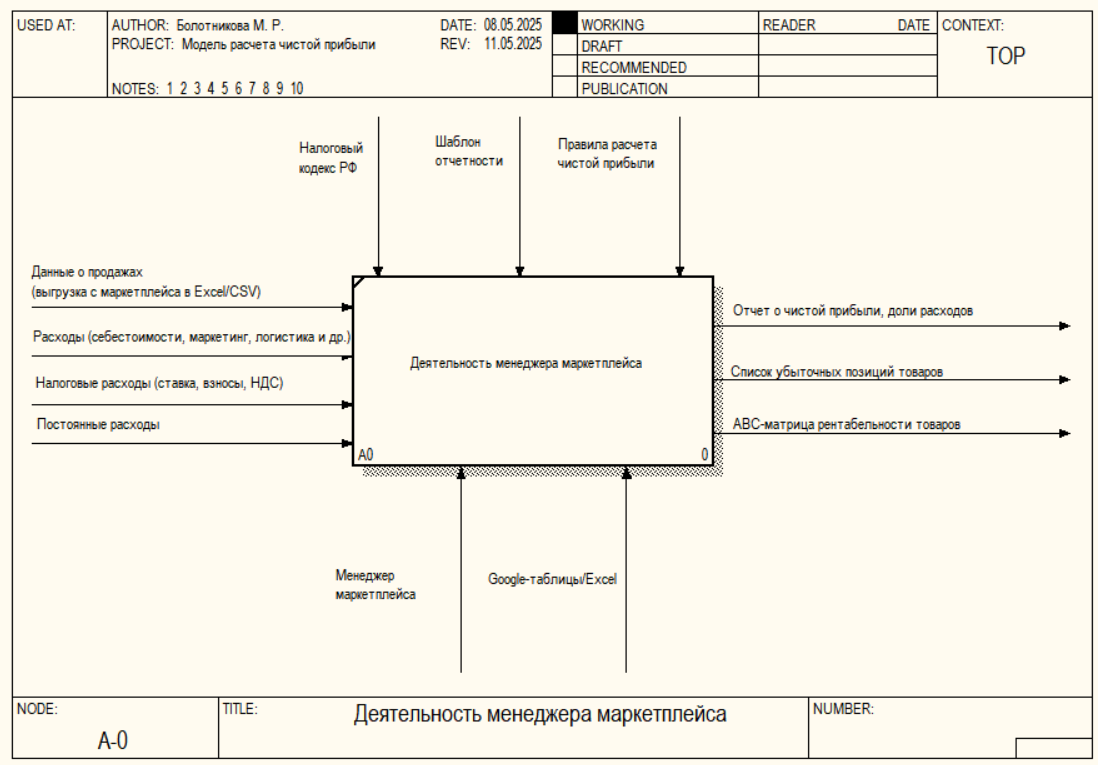 USED AT:
AUTHOR: Болотникова М. Р.
DATE: 08.05.2025
PROJECT: Модель расчета чистой прибыли
REV: 11.05.2025
NOTES: 1 2 3 4 5 6 7 8 9 10
WORKING
DRAFT
RECOMMENDED
PUBLICATION
READER
DATE
CONTEXT:
TOP
Налоговый
кодекс РФ
Шаблон
отчетности
Правила расчета
чистой прибыли
Данные о продажах
(выгрузка с маркетплейса в Excel/CSV)
Расходы (себестоимости, маркетинг, логистика и др.)
Налоговые расходы (ставка, взносы, НДС)
Постоянные расходы
Деятельность менеджера маркетплейса
A0
0
Отчет о чистой прибыли, доли расходов
Список убыточных позиций товаров
ABC-матрица рентабельности товаров
Менеджер
маркетплейса
Google-таблицы/Excel
NODE:
A-0
TITLE:
Деятельность менеджера маркетплейса
NUMBER: